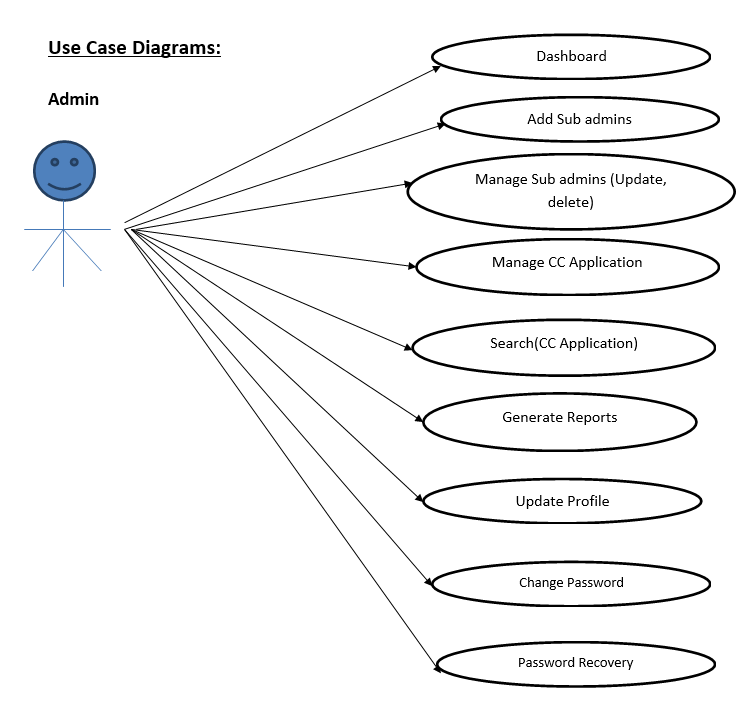 Use Case Diagrams:
Dashboard
Admin
Add Sub admins
Manage Sub admins (Update,
delete)
Manage CC Application
Search(CC Application)
Generate Reports
Update Profile
Change Password
Password Recovery